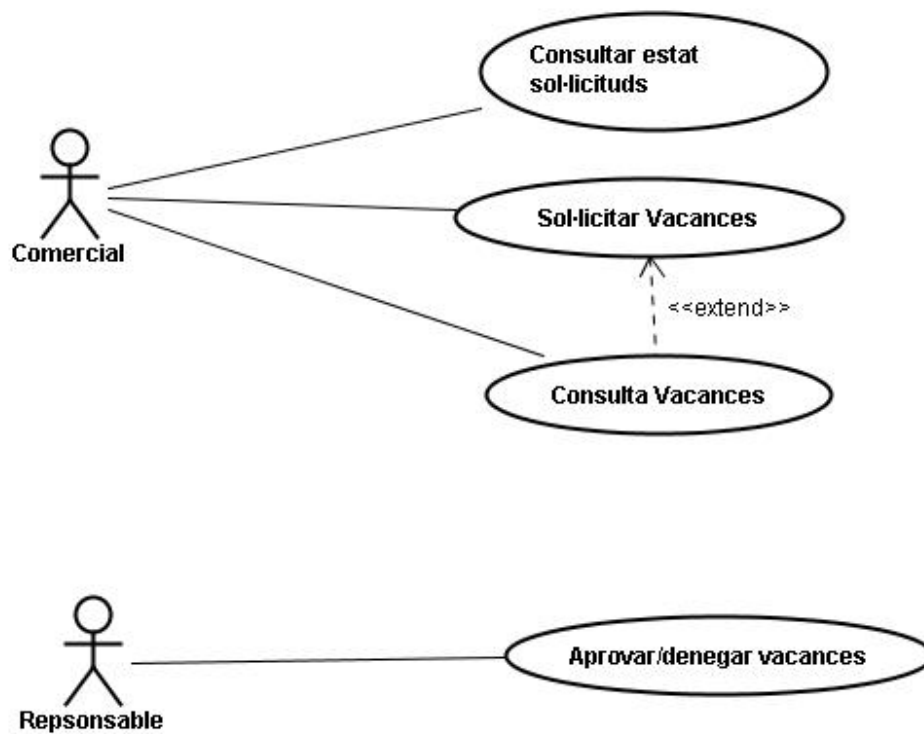 Consultar estat
sol·licituds
Sol·licitar Vacances
Comercial
<<extend>>
Consulta Vacances
Aprovar/denegar vacances
Repsonsable